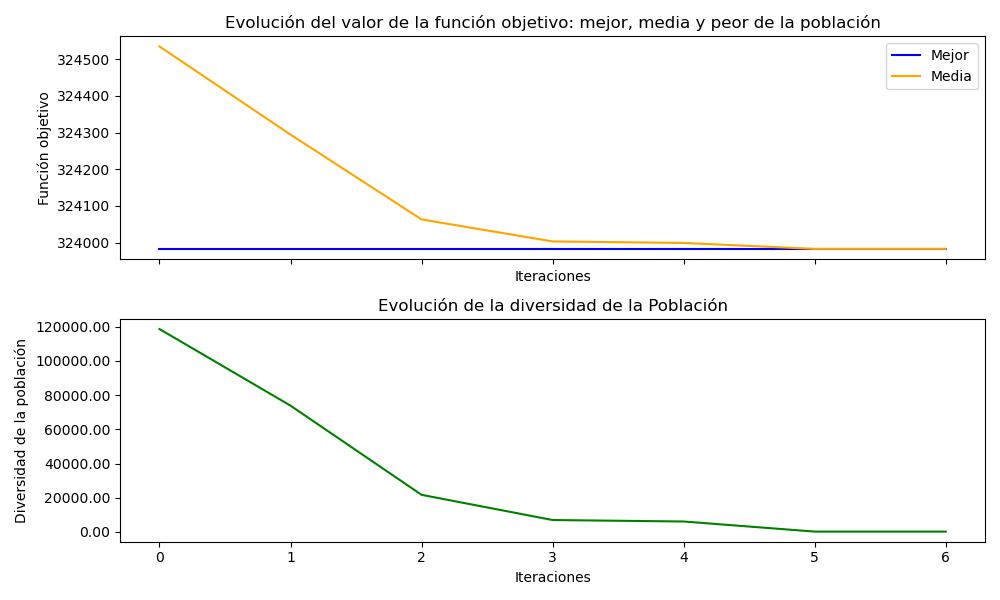 Evolución del valor de la función objetivo: mejor, media y peor de la población
Función objetivo
324500
324400
324300
324200
324100
324000
Mejor
Media
Iteraciones
Evolución de la diversidad de la Población
Diversidad de la población
120000.00
100000.00
80000.00
60000.00
40000.00
20000.00
0.00
0 1 2 3 4 5 6
Iteraciones